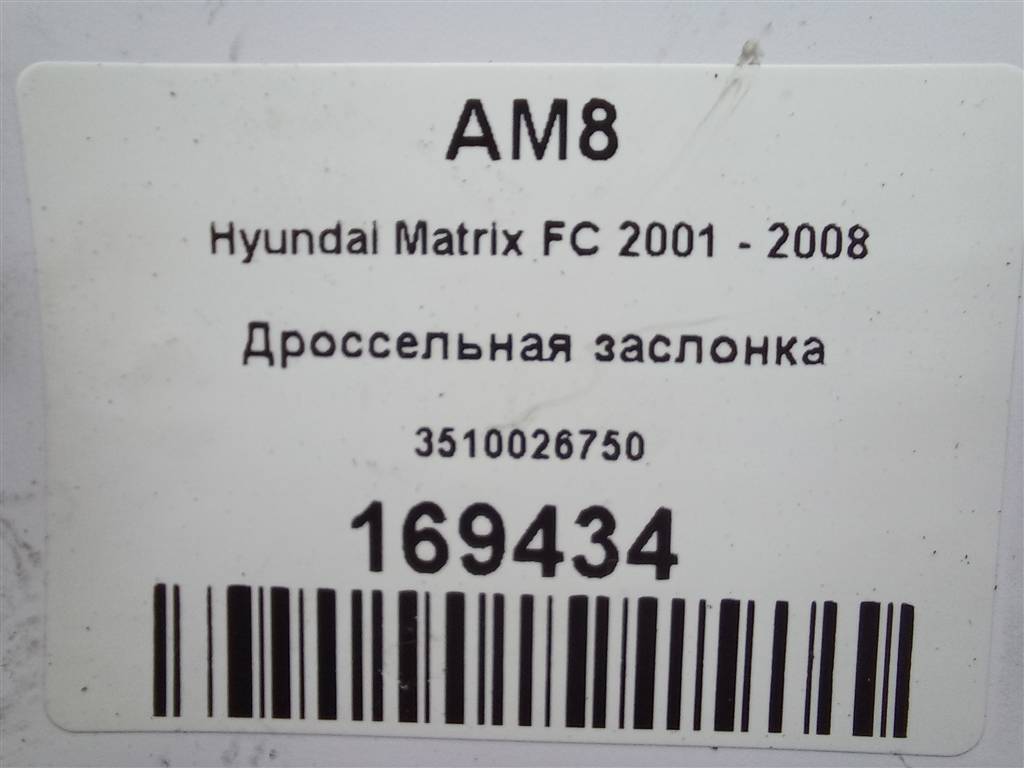 AM8
Hyundai Matrix FC 2001 - 2008
Дроссельная заслонка
3510026750
169434